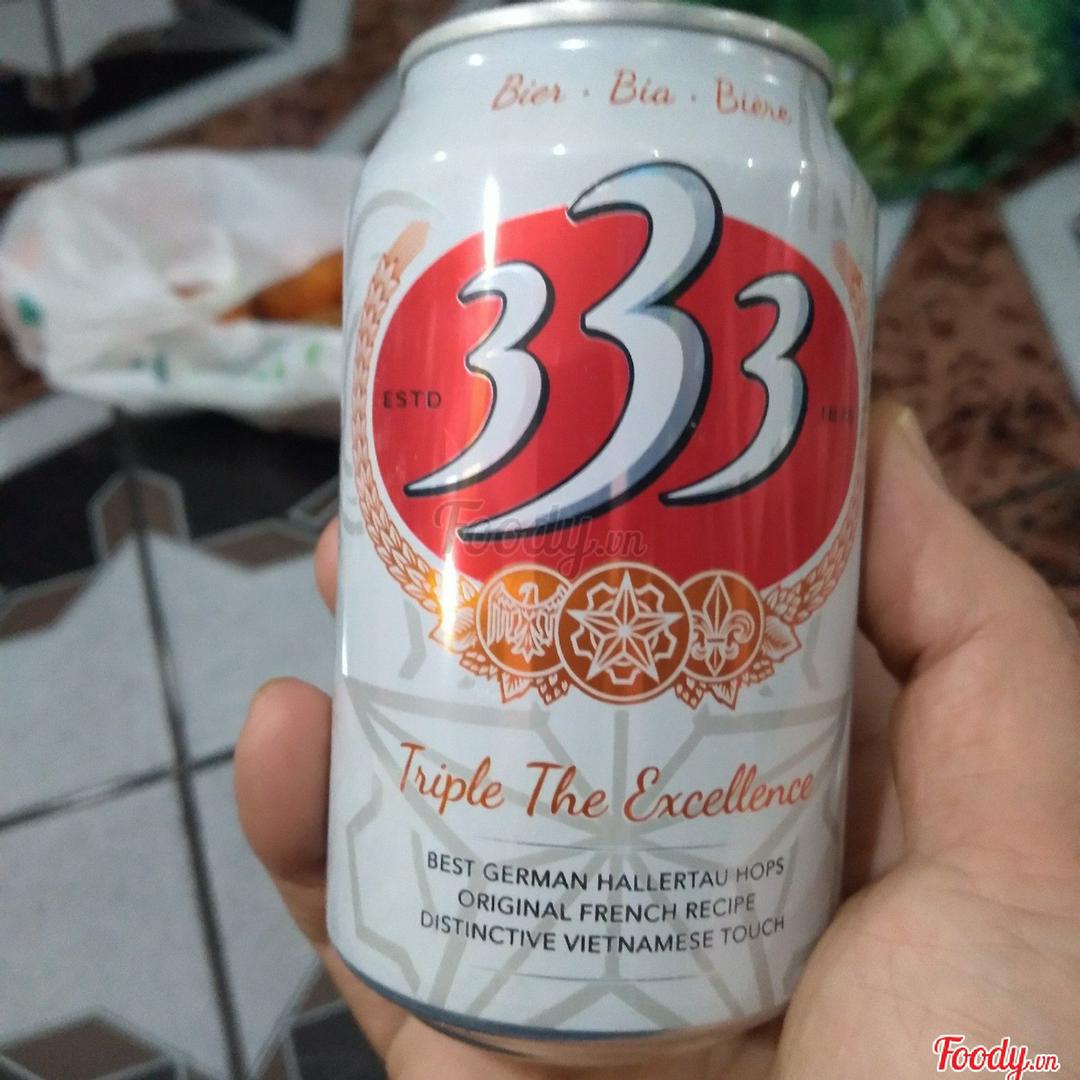 Bier · Bia · Bière
333
ESTD
Foody.vn
Triple The Excellence
BEST GERMAN HALLERTAU HOPS
ORIGINAL FRENCH RECIPE
DISTINCTIVE VIETNAMESE TOUCH
Foody.vn